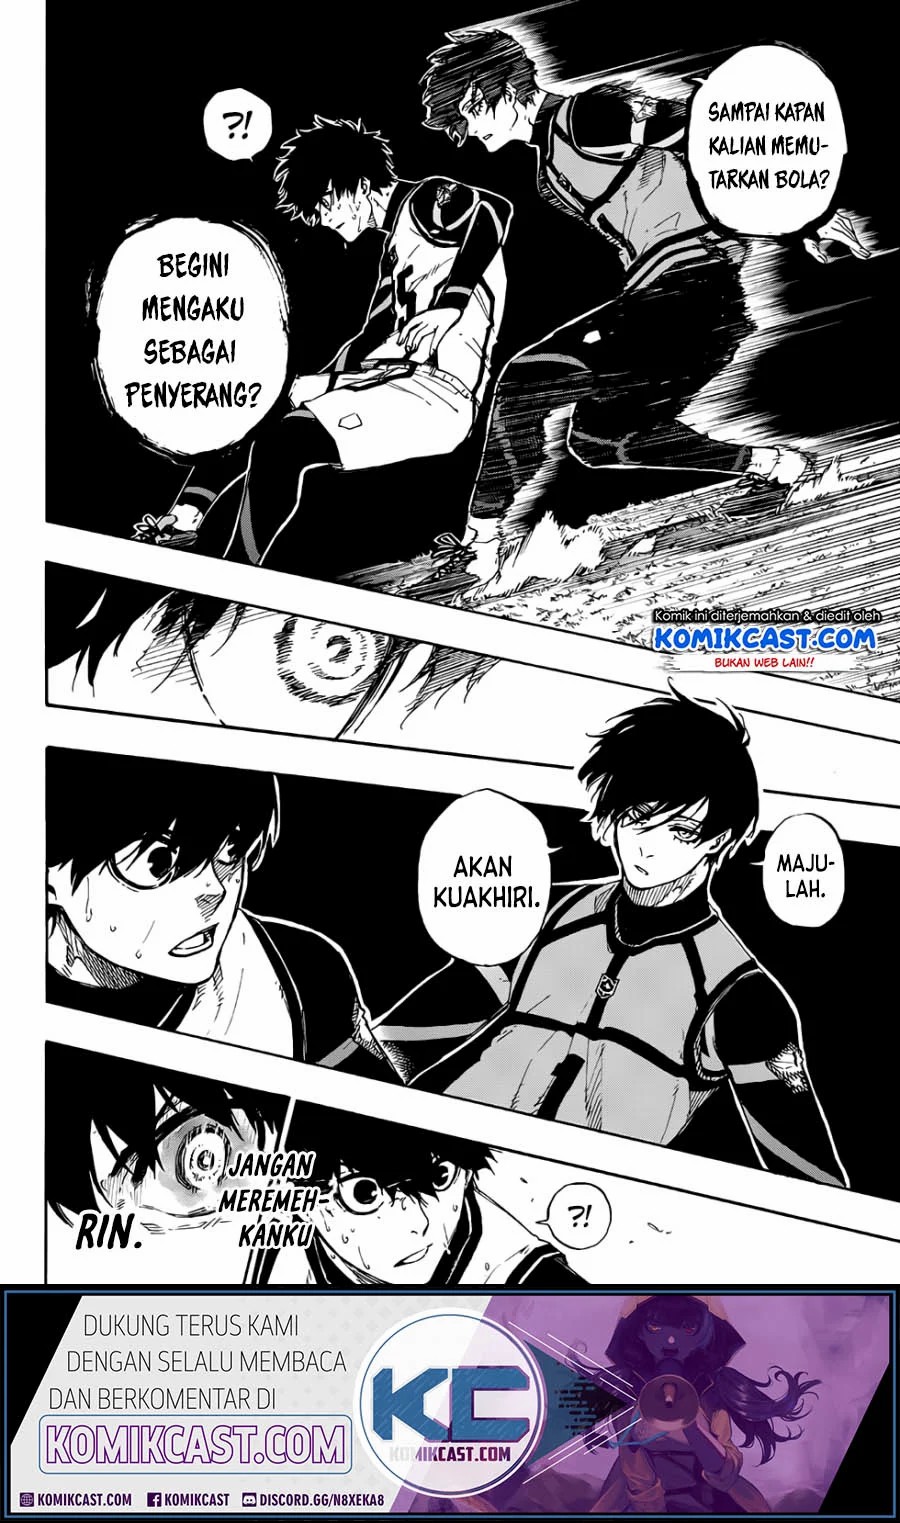 SAMPAI KAPAN
KALIAN MEMU-
TARKAN BOLA?
?!
BEGINI
MENGAKU
SEBAGAI
PENYERANG?
Komik ini diterjemahkan & diedit oleh
KOMIKCAST.COM
BUKAN WEB LAIN!!
MAJU-
LAH.
AKAN
KUAKHIRI.
?!
JANGAN
MEREMEH-
KANKU
RIN.
DUKUNG TERUS KAMI
DENGAN SELALU MEMBACA
DAN BERKOMENTAR DI
KOMIKCAST.COM
KC
KOMIKCAST.COM
KOMIKCAST.COM KOMIKCAST DISCORD.GG/N8XEKA8